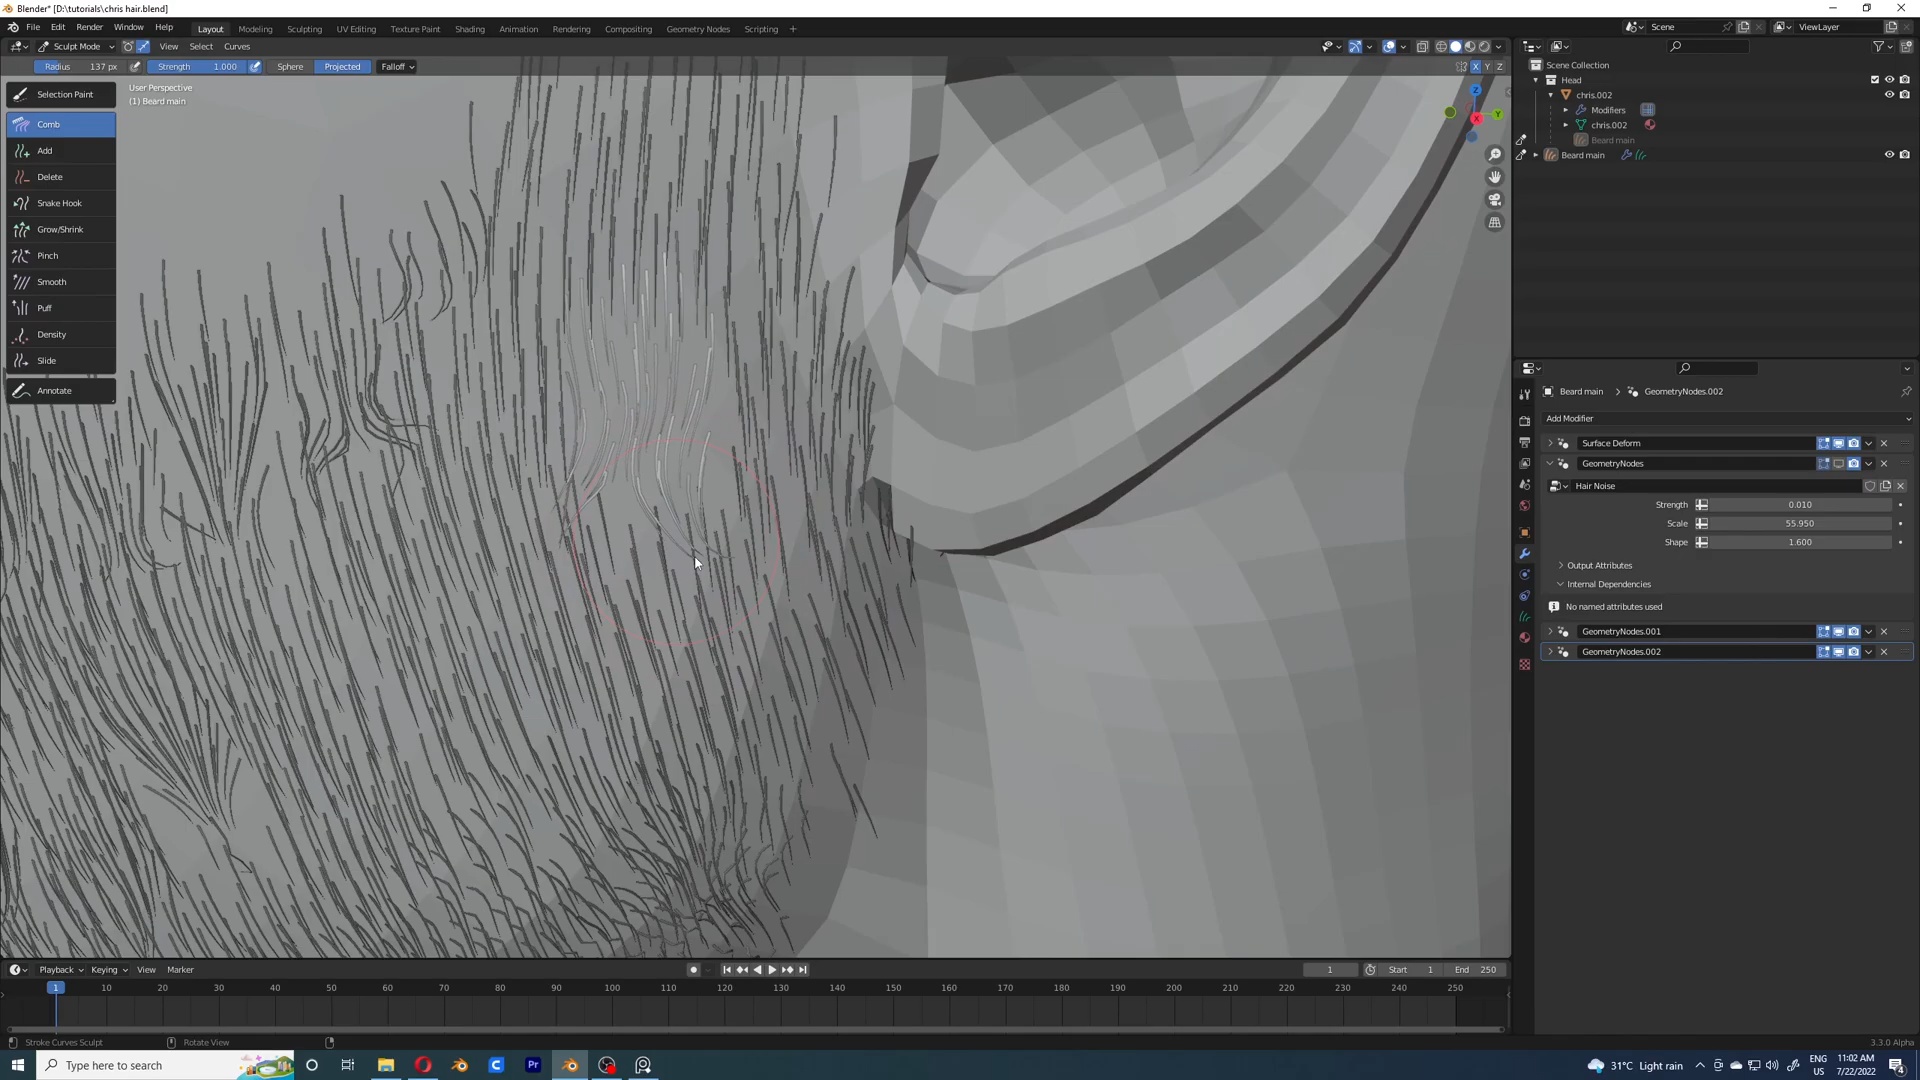 Blender* [D:\tutorials\chris hair.blend]
File Edit Render Window Help Layout Modeling Sculpting UV Editing Texture Paint Shading Animation Rendering Compositing Geometry Nodes Scripting + Scene ViewLayer
Sculpt Mode View Select Curves
Radius 137 px Strength 1.000 Sphere Projected Falloff X Y Z
User Perspective
(1) Beard main
Selection Paint
Comb
Add
Delete
Snake Hook
Grow/Shrink
Pinch
Smooth
Puff
Density
Slide
Annotate
Z
Y
X
Scene Collection
Head
chris.002
Modifiers
chris.002
Beard main
Beard main
Beard main > GeometryNodes.002
Add Modifier
Surface Deform
GeometryNodes
Hair Noise
Strength 0.010
Scale 55.950
Shape 1.600
Output Attributes
Internal Dependencies
No named attributes used
GeometryNodes.001
GeometryNodes.002
Playback Keying View Marker 1 Start 1 End 250
1 10 20 30 40 50 60 70 80 90 100 110 120 130 140 150 160 170 180 190 200 210 220 230 240 250
Stroke Curves Sculpt Rotate View 3.3.0 Alpha
Type here to search Pr 31°C Light rain ENG US 11:02 AM 7/22/2022 4